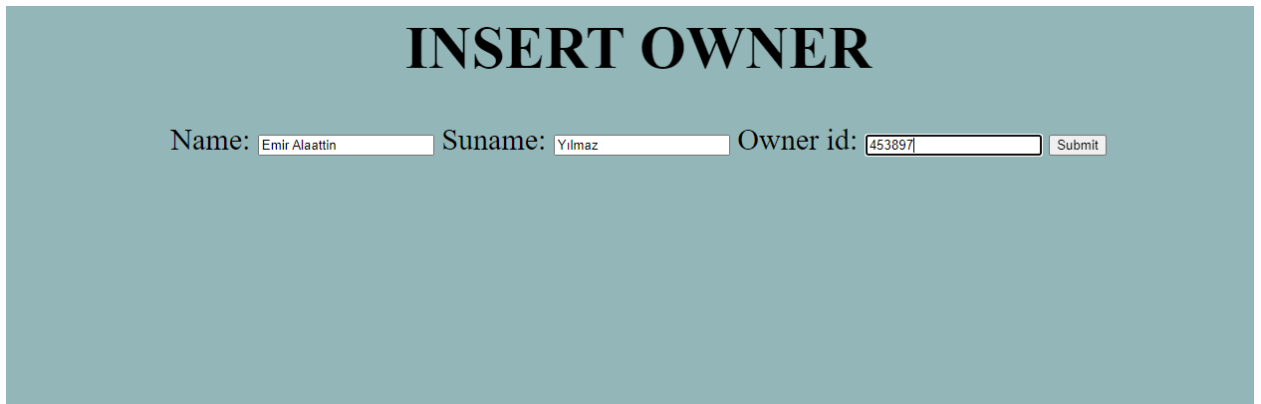 INSERT OWNER
Name: Emir Alaattin Suname: Yılmaz Owner id: 453897 Submit